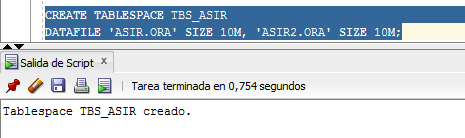 CREATE TABLESPACE TBS_ASIR
DATAFILE 'ASIR.ORA' SIZE 10M, 'ASIR2.ORA' SIZE 10M;
Salida de Script x
Tarea terminada en 0,754 segundos
Tablespace TBS_ASIR creado.